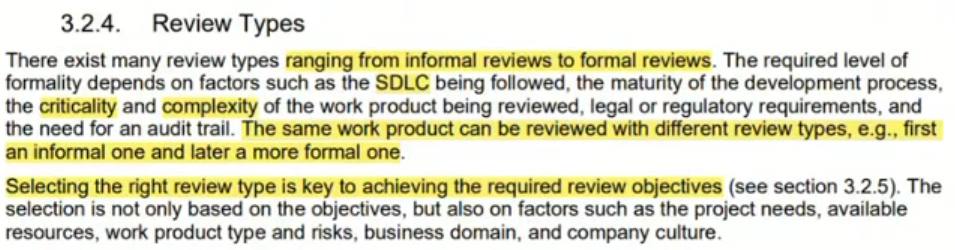 3.2.4. Review Types
There exist many review types ranging from informal reviews to formal reviews. The required level of
formality depends on factors such as the SDLC being followed, the maturity of the development process,
the criticality and complexity of the work product being reviewed, legal or regulatory requirements, and
the need for an audit trail. The same work product can be reviewed with different review types, e.g., first
an informal one and later a more formal one.
Selecting the right review type is key to achieving the required review objectives (see section 3.2.5). The
selection is not only based on the objectives, but also on factors such as the project needs, available
resources, work product type and risks, business domain, and company culture.